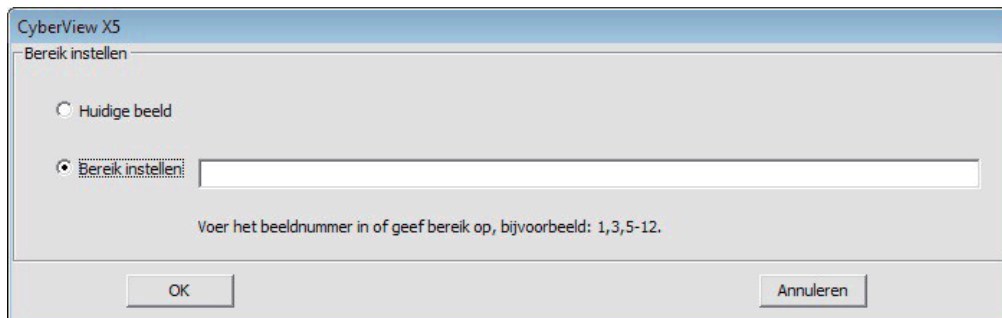 CyberView X5
Bereik instellen
Huidige beeld
Bereik instellen
Voer het beeldnummer in of geef bereik op, bijvoorbeeld: 1,3,5-12.
OK Annuleren